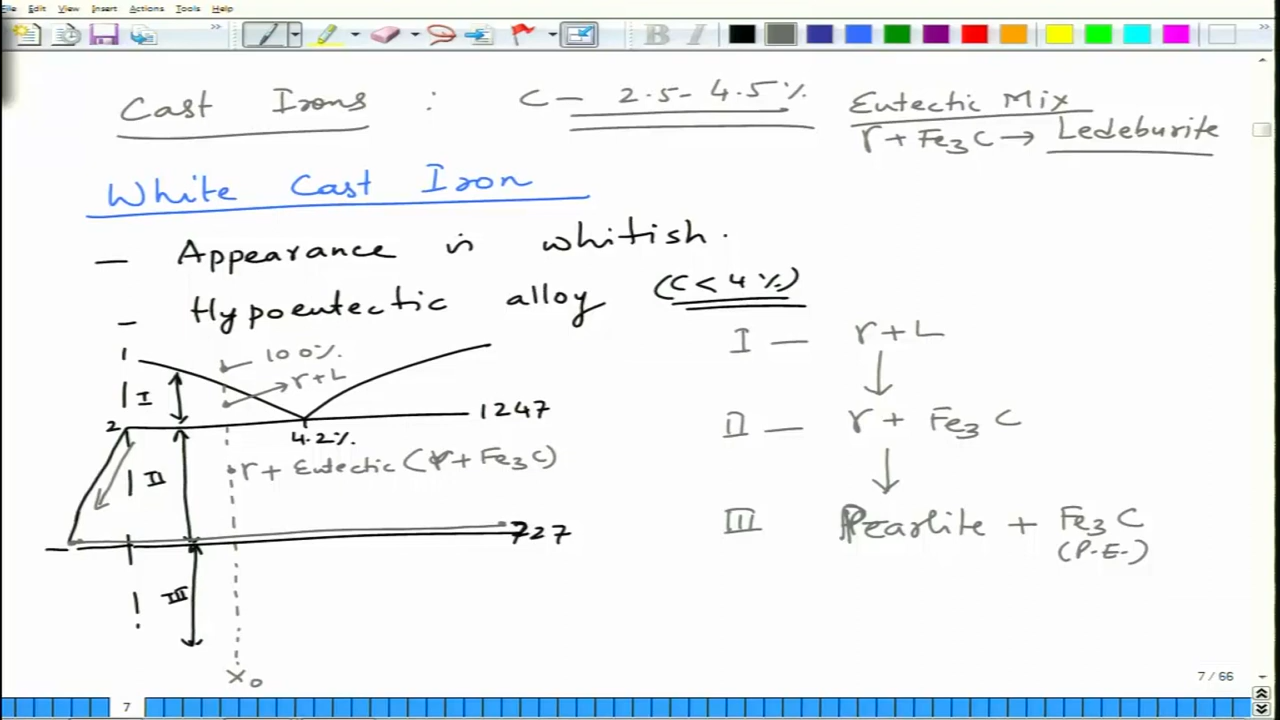 File Edit View Insert Actions Tools Help
Cast Irons : C - 2.5 - 4.5%
Eutectic Mix
γ + Fe3C → Ledeburite
White Cast Iron
— Appearance is whitish.
- Hypoeutectic alloy (C < 4%)
1
100%
γ+L
I
2
1247
4.2%
γ + Eutectic (γ + Fe3C)
II
727
III
x0
I — γ + L
II — γ + Fe3C
III Pearlite + Fe3C
(P.E.)
7 / 66
7